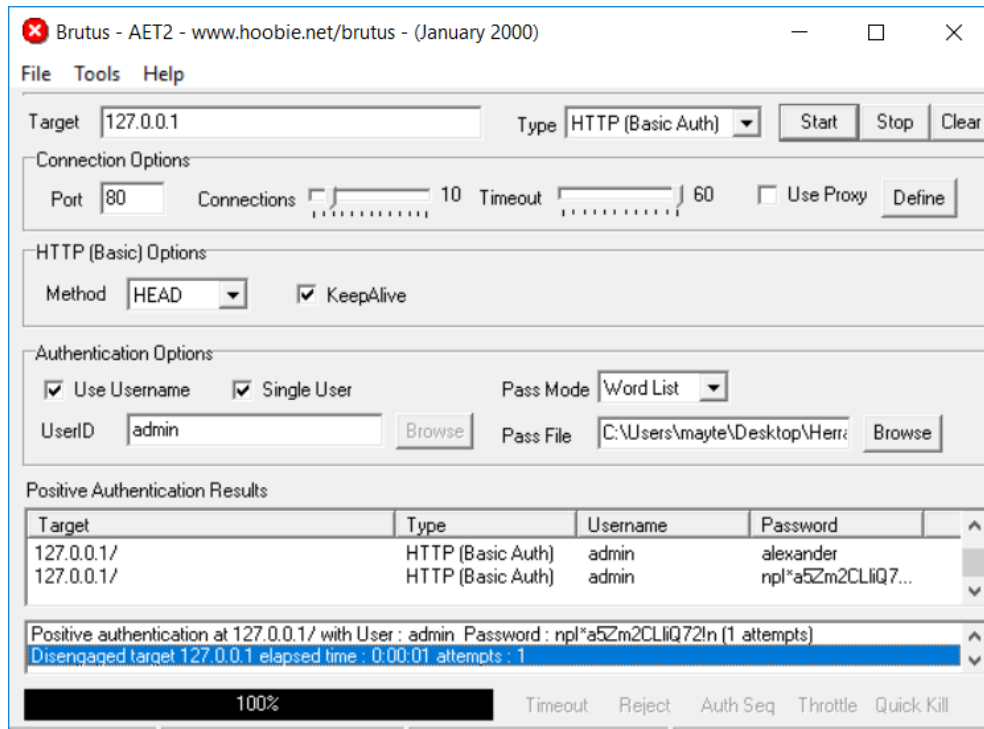 Brutus - AET2 - www.hoobie.net/brutus - (January 2000)
File Tools Help
Target 127.0.0.1 Type HTTP (Basic Auth) Start Stop Clear
Connection Options
Port 80 Connections 10 Timeout 60 Use Proxy Define
HTTP (Basic) Options
Method HEAD KeepAlive
Authentication Options
Use Username Single User Pass Mode Word List
UserID admin Browse Pass File C:\Users\mayte\Desktop\Herra Browse
Positive Authentication Results
Target Type Username Password
127.0.0.1/ HTTP (Basic Auth) admin alexander
127.0.0.1/ HTTP (Basic Auth) admin npl*a5Zm2CLIiQ7...
Positive authentication at 127.0.0.1/ with User : admin Password : npl*a5Zm2CLIiQ72!n (1 attempts)
Disengaged target 127.0.0.1 elapsed time : 0:00:01 attempts : 1
100% Timeout Reject Auth Seq Throttle Quick Kill